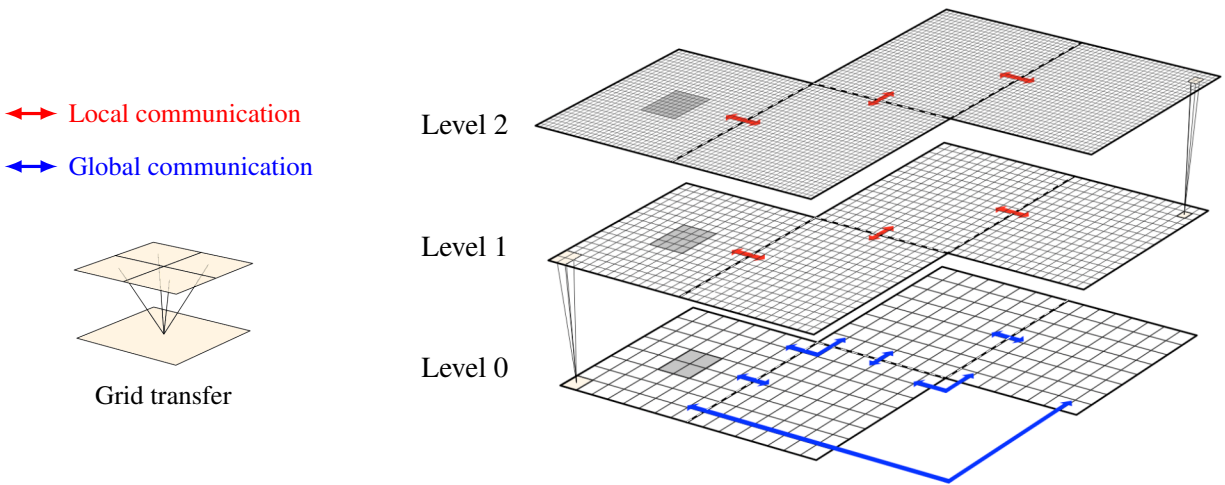 Local communication
Global communication
Grid transfer
Level 2
Level 1
Level 0